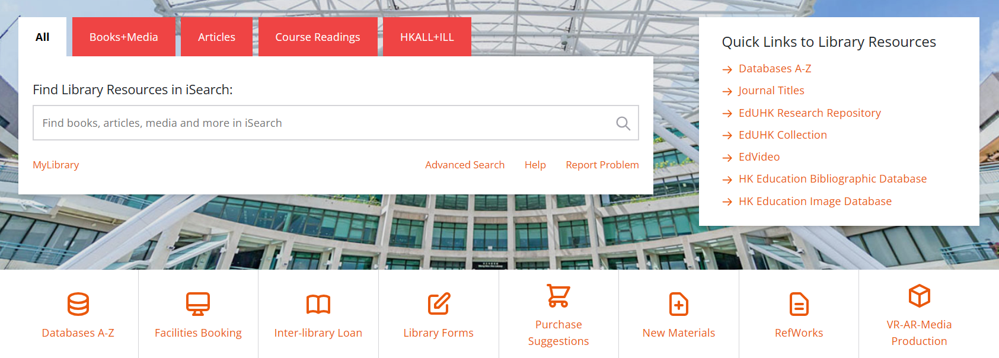 All
Books+Media
Articles
Course Readings
HKALL+ILL
Find Library Resources in iSearch:
Find books, articles, media and more in iSearch
MyLibrary
Advanced Search
Help
Report Problem
Quick Links to Library Resources
Databases A-Z
Journal Titles
EdUHK Research Repository
EdUHK Collection
EdVideo
HK Education Bibliographic Database
HK Education Image Database
Databases A-Z
Facilities Booking
Inter-library Loan
Library Forms
Purchase
Suggestions
New Materials
RefWorks
VR-AR-Media
Production